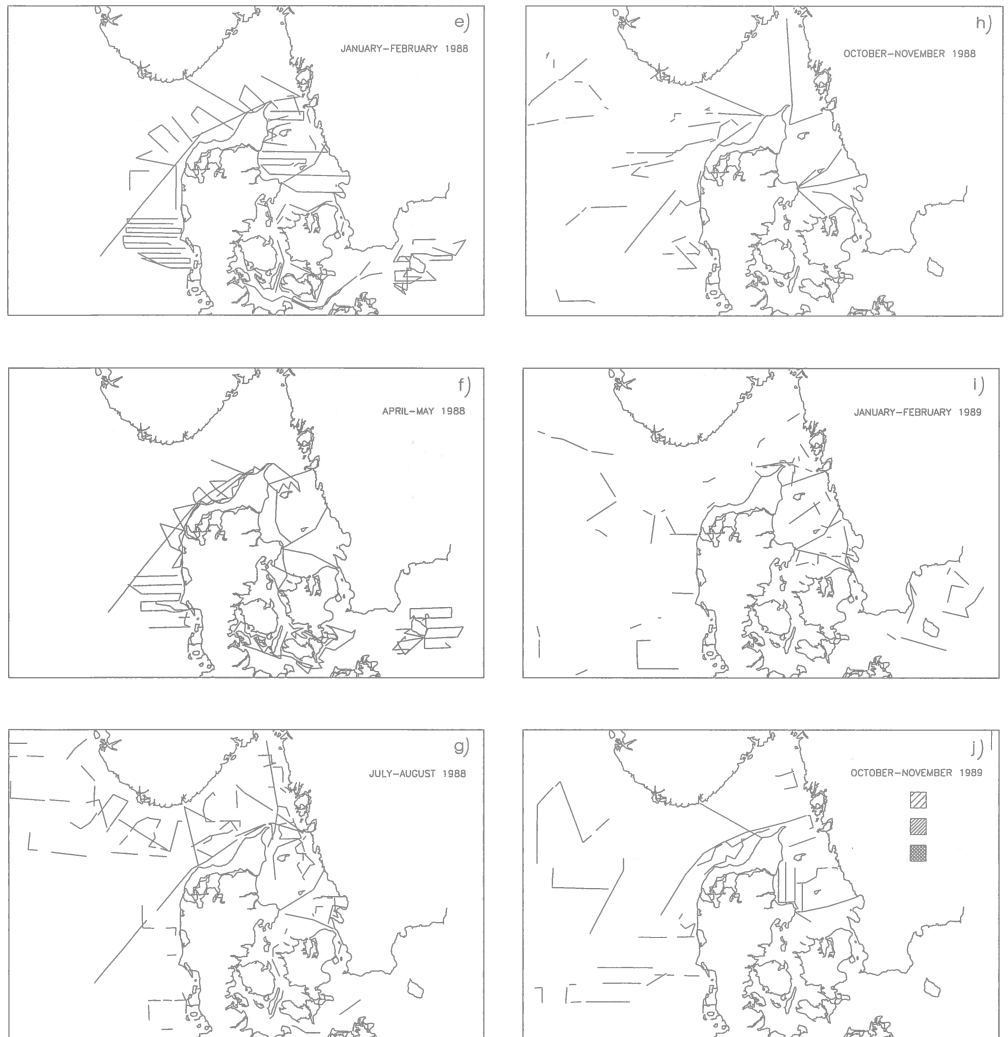 e)
JANUARY–FEBRUARY 1988
h)
OCTOBER–NOVEMBER 1988
f)
APRIL–MAY 1988
i)
JANUARY–FEBRUARY 1989
g)
JULY–AUGUST 1988
j)
OCTOBER–NOVEMBER 1989